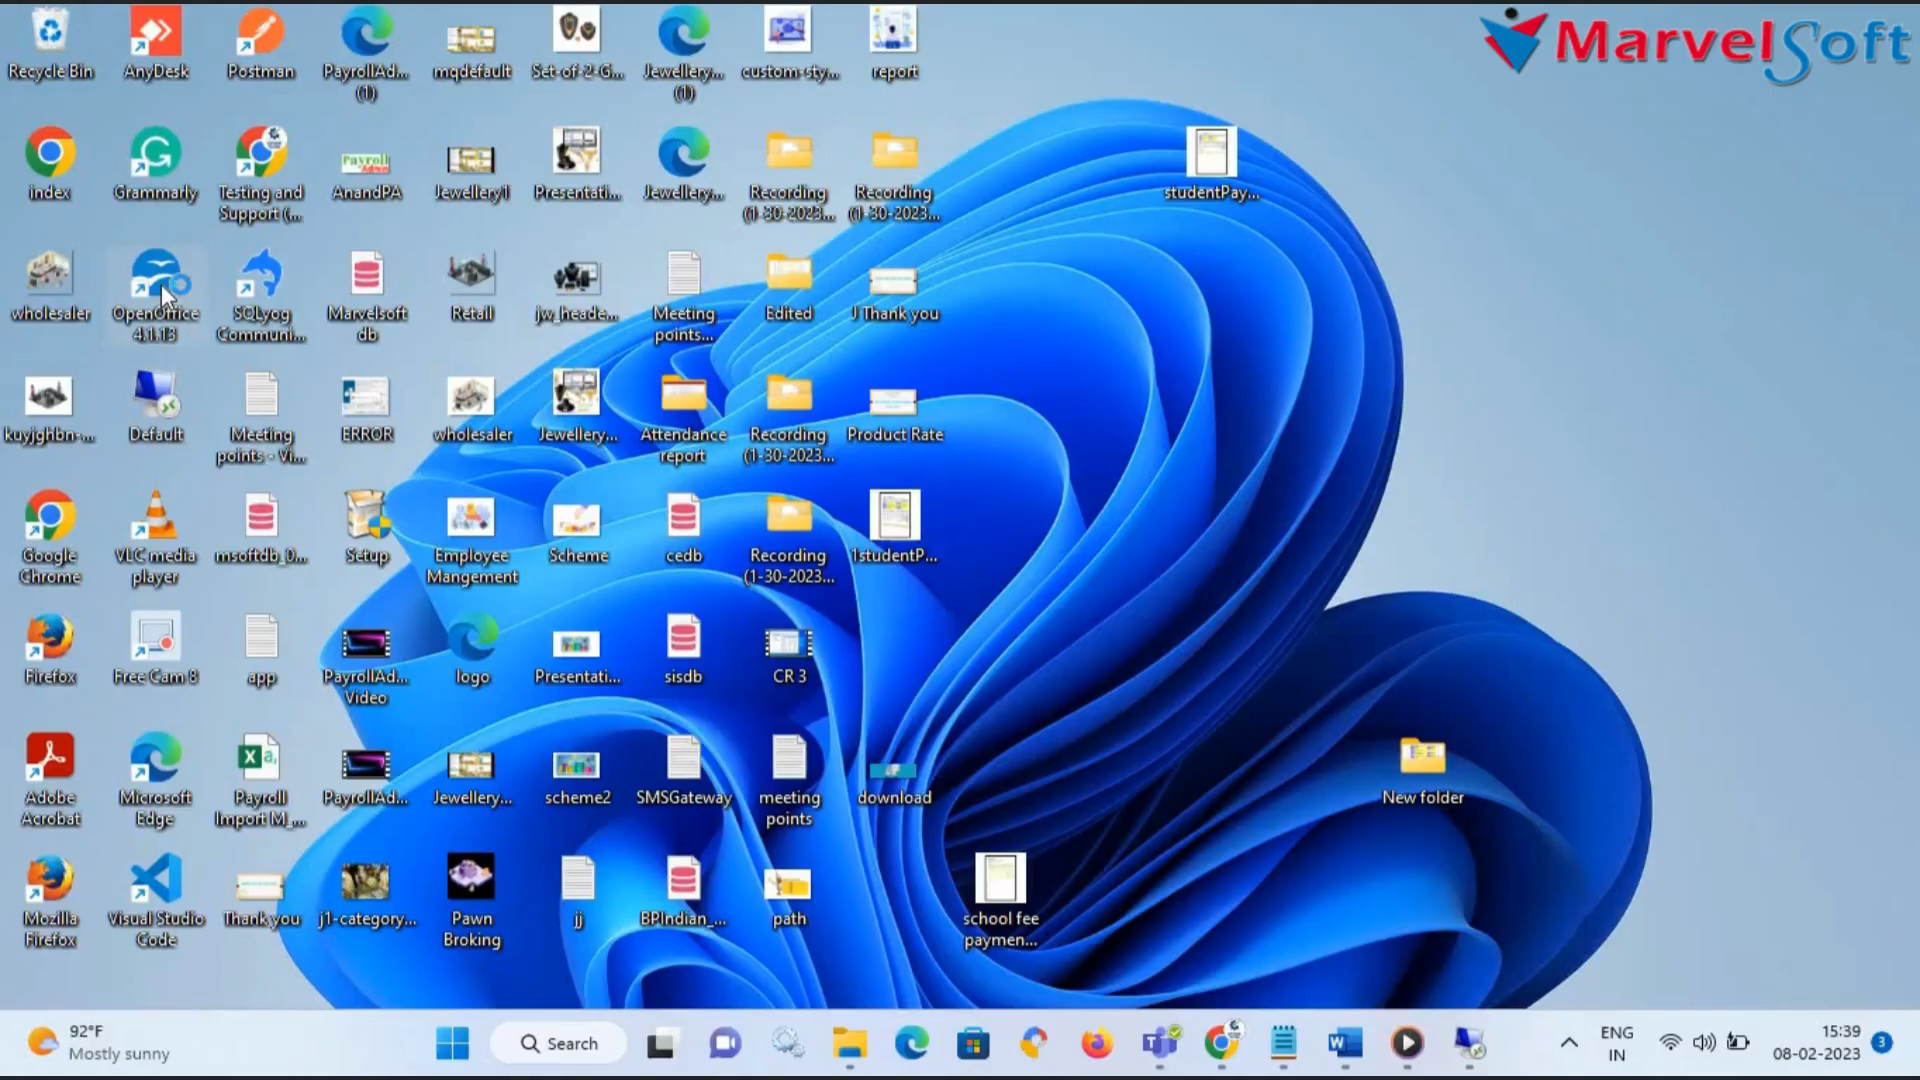 MarvelSoft
Recycle Bin
AnyDesk
Postman
PayrollAd...
(1)
mqdefault
Set-of-2-G...
Jewellery...
(1)
custom-sty...
report
index
Grammarly
Testing and
Support (...
Payroll
Admin
AnandPA
Jewellery1
Presentati...
Jewellery...
Recording
(1-30-2023...
Recording
(1-30-2023...
studentPay...
wholesaler
OpenOffice
4.1.13
SQLyog
Communi...
Marvelsoft
db
Retail
jw_heade...
Meeting
points...
Edited
J Thank you
kuyjghbn-...
Default
Meeting
points - Vi...
ERROR
wholesaler
Jewellery...
Attendance
report
Recording
(1-30-2023...
Product Rate
Google
Chrome
VLC media
player
msoftdb_0...
Setup
Employee
Mangement
Scheme
cedb
Recording
(1-30-2023...
1studentP...
Firefox
Free Cam 8
app
PayrollAd...
Video
logo
Presentati...
sisdb
CR 3
Adobe
Acrobat
Microsoft
Edge
Payroll
Import M_...
PayrollAd...
Jewellery...
scheme2
SMSGateway
meeting
points
download
New folder
Mozilla
Firefox
Visual Studio
Code
Thank you
j1-category...
Pawn
Broking
jj
BPIndian_...
path
school fee
paymen...
92°F
Mostly sunny
Search
ENG
IN
15:39
08-02-2023
3